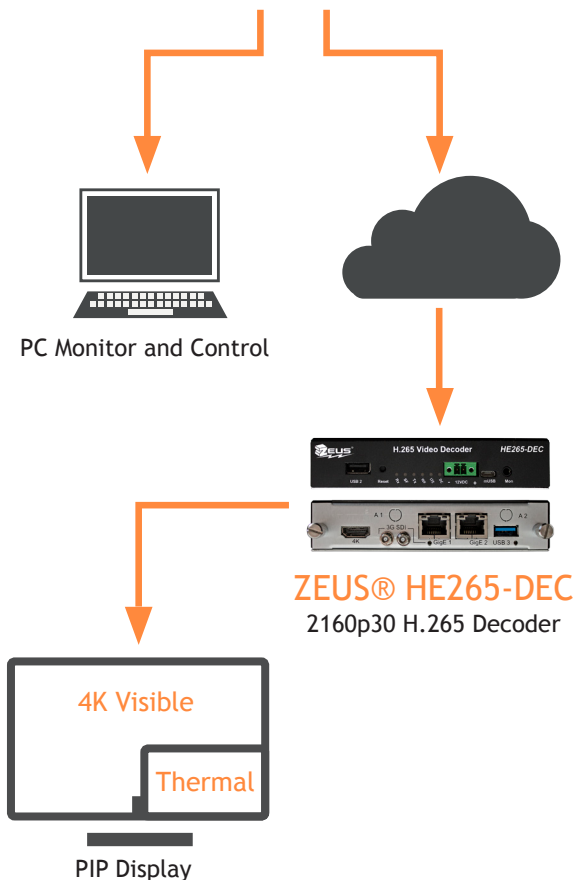 PC Monitor and Control
ZEUS®
H.265 Video Decoder
HE265-DEC
USB 2
Reset
- 12VDC +
mUSB
Mon
A 1
A 2
3G SDI
4K
GigE 1
GigE 2
USB 3
ZEUS® HE265-DEC
2160p30 H.265 Decoder
4K Visible
Thermal
PIP Display